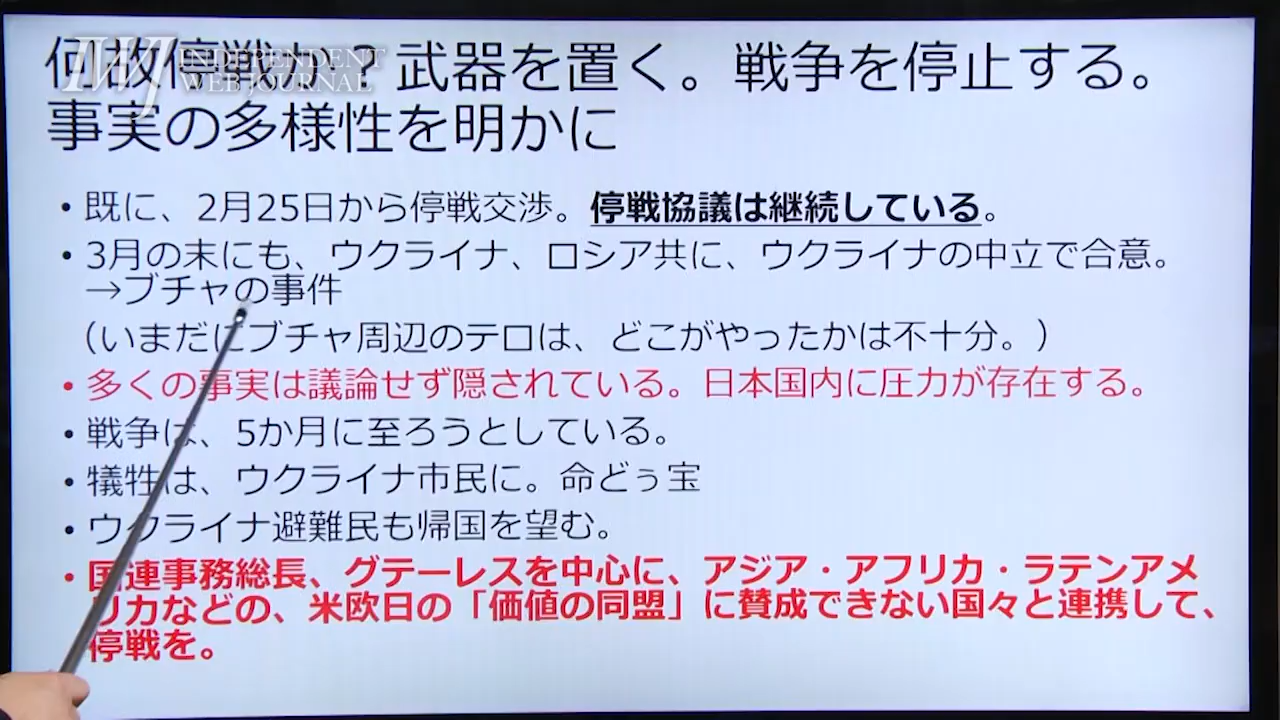 IWJ INDEPENDENT
WEB JOURNAL
何故停戦か?武器を置く。戦争を停止する。
事実の多様性を明かに
• 既に、2月25日から停戦交渉。停戦協議は継続している。
• 3月の末にも、ウクライナ、ロシア共に、ウクライナの中立で合意。
→ブチャの事件
(いまだにブチャ周辺のテロは、どこがやったかは不十分。)
• 多くの事実は議論せず隠されている。日本国内に圧力が存在する。
• 戦争は、5か月に至ろうとしている。
• 犠牲は、ウクライナ市民に。命どぅ宝
• ウクライナ避難民も帰国を望む。
• 国連事務総長、グテーレスを中心に、アジア・アフリカ・ラテンアメ
リカなどの、米欧日の「価値の同盟」に賛成できない国々と連携して、
停戦を。